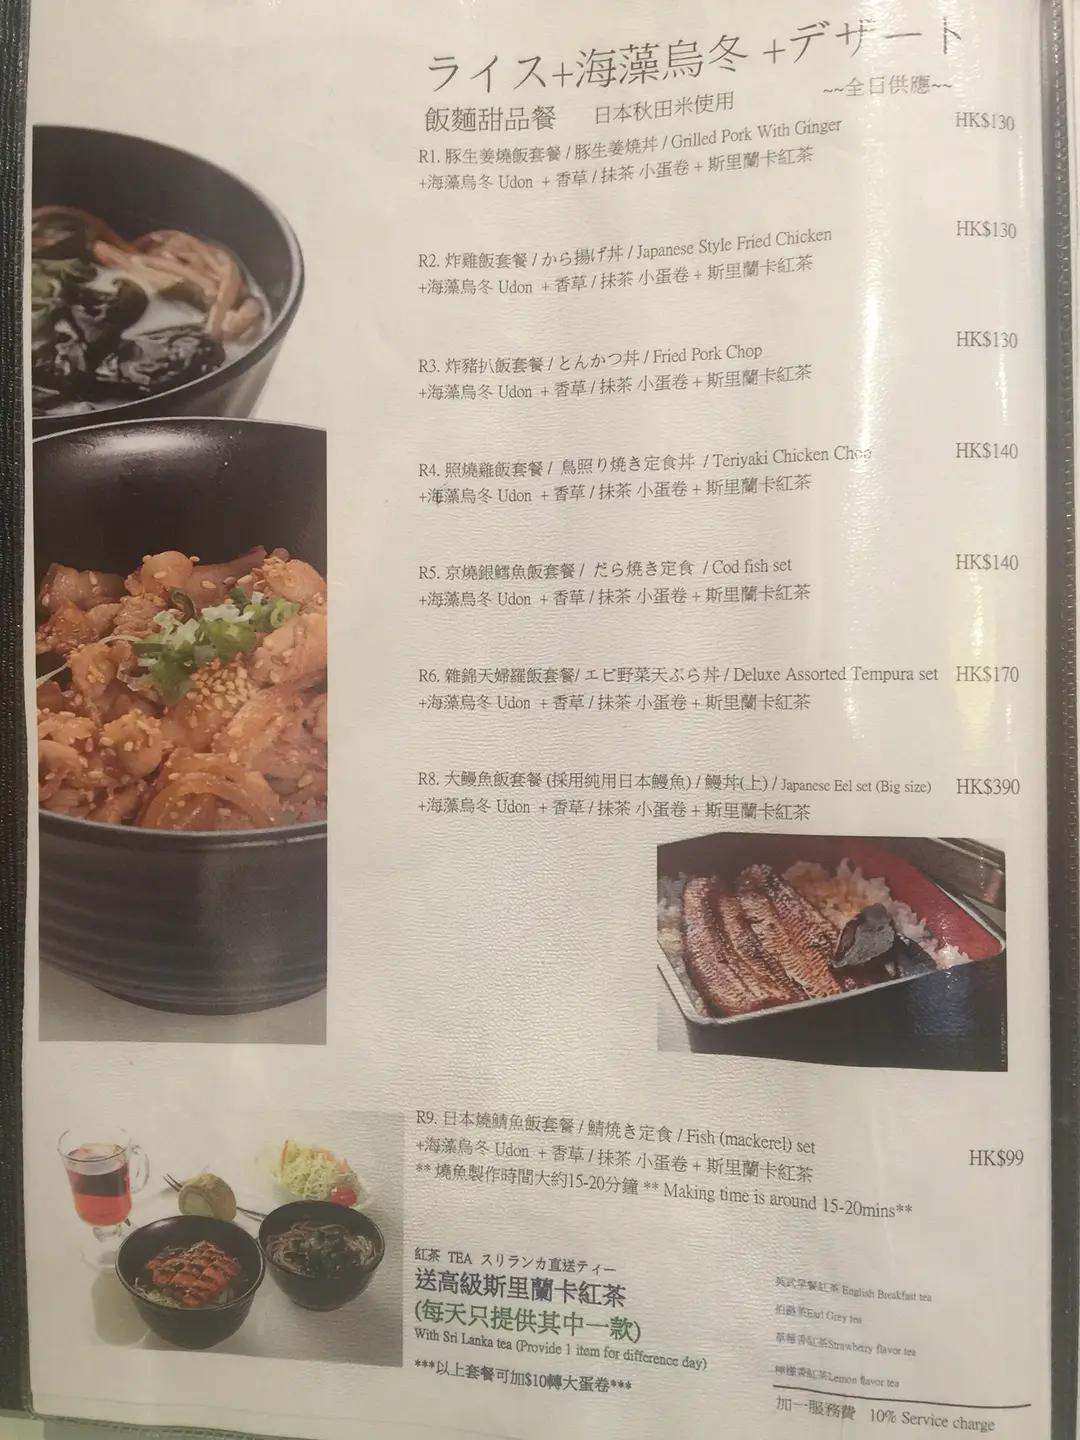 ライス+海藻烏冬 +デザート
飯麵甜品餐 日本秋田米使用 ~~全日供應~~
R1. 豚生姜燒飯套餐 / 豚生姜焼丼 / Grilled Pork With Ginger HK$130
+海藻烏冬 Udon + 香草 / 抹茶 小蛋卷 + 斯里蘭卡紅茶
R2. 炸雞飯套餐 / から揚げ丼 / Japanese Style Fried Chicken HK$130
+海藻烏冬 Udon + 香草 / 抹茶 小蛋卷 + 斯里蘭卡紅茶
R3. 炸豬扒飯套餐 / とんかつ丼 / Fried Pork Chop HK$130
+海藻烏冬 Udon + 香草 / 抹茶 小蛋卷 + 斯里蘭卡紅茶
R4. 照燒雞飯套餐 / 鳥照り焼き定食丼 / Teriyaki Chicken Chop HK$140
+海藻烏冬 Udon + 香草 / 抹茶 小蛋卷 + 斯里蘭卡紅茶
R5. 京燒銀鱈魚飯套餐 / だら焼き定食 / Cod fish set HK$140
+海藻烏冬 Udon + 香草 / 抹茶 小蛋卷 + 斯里蘭卡紅茶
R6. 雜錦天婦羅飯套餐/ エビ野菜天ぷら丼 / Deluxe Assorted Tempura set HK$170
+海藻烏冬 Udon + 香草 / 抹茶 小蛋卷 + 斯里蘭卡紅茶
R8. 大鰻魚飯套餐 (採用純用日本鰻魚) / 鰻丼(上) / Japanese Eel set (Big size) HK$390
+海藻烏冬 Udon + 香草 / 抹茶 小蛋卷 + 斯里蘭卡紅茶
R9. 日本燒鯖魚飯套餐 / 鯖焼き定食 / Fish (mackerel) set HK$99
+海藻烏冬 Udon + 香草 / 抹茶 小蛋卷 + 斯里蘭卡紅茶
** 燒魚製作時間大約15-20分鐘 ** Making time is around 15-20mins**
紅茶 TEA スリランカ直送ティー
送高級斯里蘭卡紅茶
(每天只提供其中一款)
With Sri Lanka tea (Provide 1 item for difference day)
***以上套餐可加$10轉大蛋卷***
英式早餐紅茶 English Breakfast tea
伯爵茶Earl Grey tea
草莓香紅茶Strawberry flavor tea
檸檬香紅茶Lemon flavor tea
加一服務費 10% Service charge